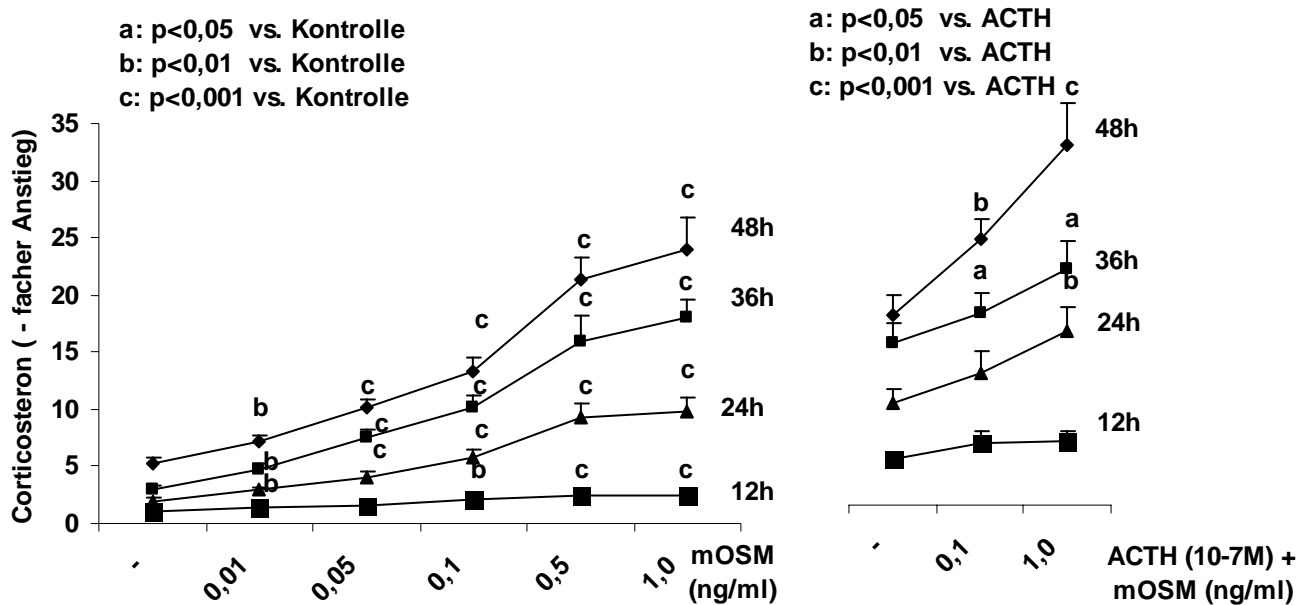 a: p<0,05 vs. Kontrolle
b: p<0,01 vs. Kontrolle
c: p<0,001 vs. Kontrolle
a: p<0,05 vs. ACTH
b: p<0,01 vs. ACTH
c: p<0,001 vs. ACTH
c
Corticosteron ( - facher Anstieg)
35
30
25
20
15
10
5
0
b
c
c
c
c
48h
b
c
c
c
c
36h
b
c
c
c
c
24h
b
c
c
12h
-
0,01
0,05
0,1
0,5
1,0
mOSM
(ng/ml)
48h
b
a
36h
a
b
24h
12h
-
0,1
1,0
ACTH (10-7M) +
mOSM (ng/ml)